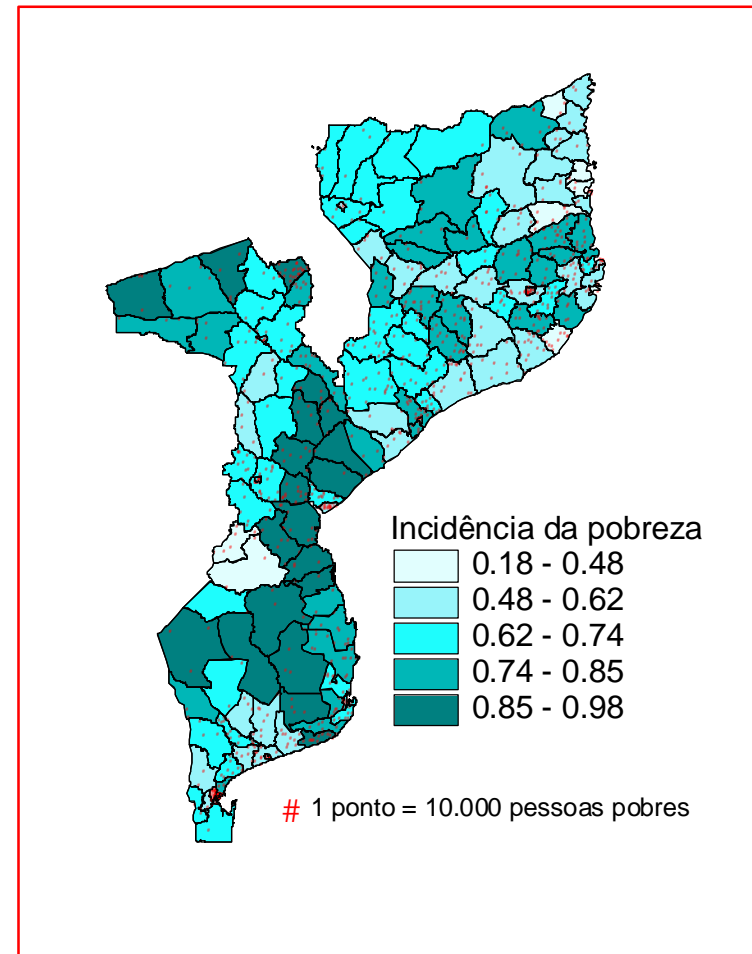 Incidência da pobreza
0.18 - 0.48
0.48 - 0.62
0.62 - 0.74
0.74 - 0.85
0.85 - 0.98
# 1 ponto = 10.000 pessoas pobres